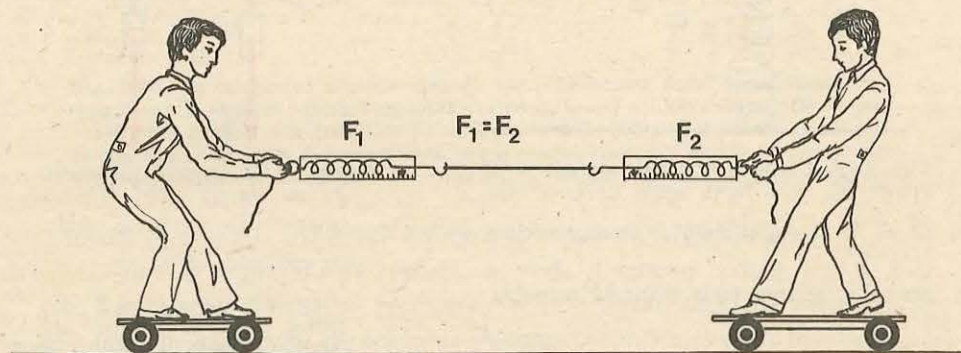 F₁
F₁ = F₂
F₂